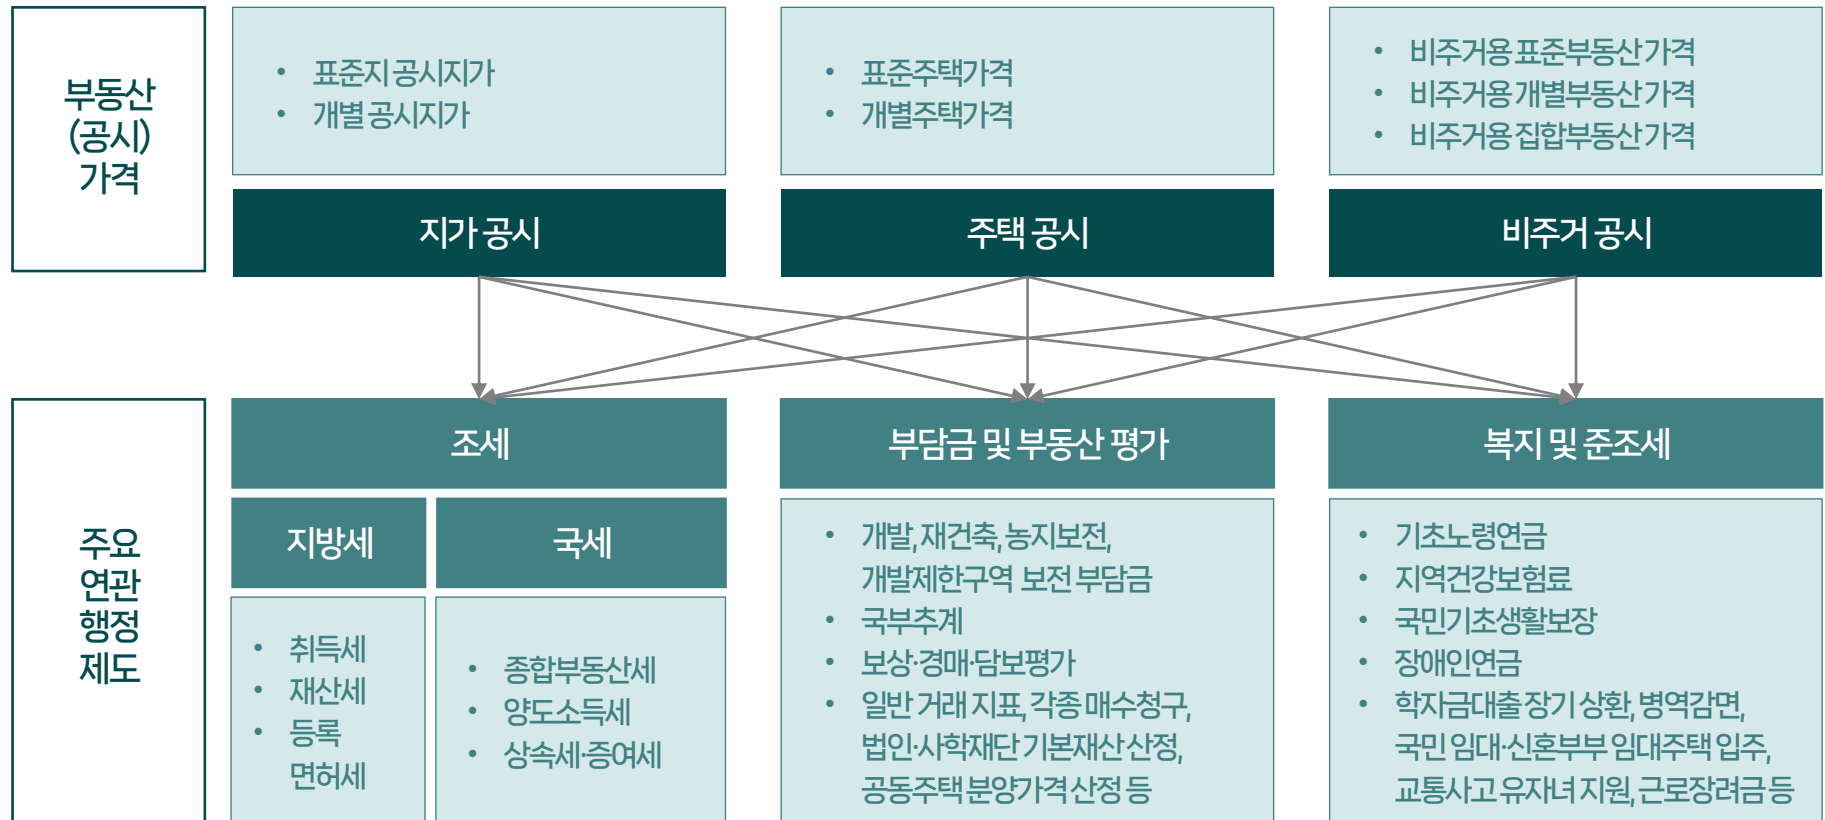 부동산
(공시)
가격
• 표준지 공시지가
• 개별 공시지가
지가 공시
• 표준주택가격
• 개별주택가격
주택 공시
• 비주거용 표준부동산 가격
• 비주거용 개별부동산 가격
• 비주거용 집합부동산 가격
비주거 공시
주요
연관
행정
제도
조세
지방세
• 취득세
• 재산세
• 등록
면허세
국세
• 종합부동산세
• 양도소득세
• 상속세·증여세
부담금 및 부동산 평가
• 개발, 재건축, 농지보전,
개발제한구역 보전 부담금
• 국부추계
• 보상·경매·담보평가
• 일반 거래 지표, 각종 매수청구,
법인·사학재단 기본재산 산정,
공동주택 분양가격 산정 등
복지 및 준조세
• 기초노령연금
• 지역건강보험료
• 국민기초생활보장
• 장애인연금
• 학자금대출 장기 상환, 병역감면,
국민 임대·신혼부부 임대주택 입주,
교통사고 유자녀 지원, 근로장려금 등